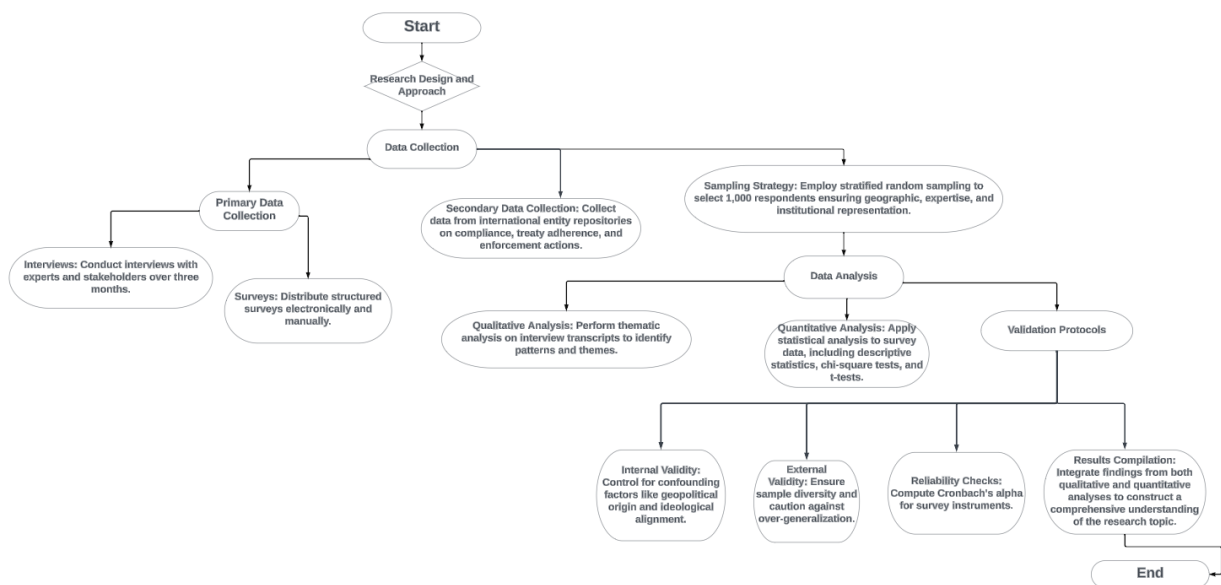 Start
Research Design and
Approach
Data Collection
Primary Data
Collection
Interviews: Conduct interviews with
experts and stakeholders over three
months.
Surveys: Distribute structured
surveys electronically and
manually.
Secondary Data Collection: Collect
data from international entity repositories
on compliance, treaty adherence, and
enforcement actions.
Sampling Strategy: Employ stratified random sampling to
select 1,000 respondents ensuring geographic, expertise, and
institutional representation.
Data Analysis
Qualitative Analysis: Perform thematic
analysis on interview transcripts to identify
patterns and themes.
Quantitative Analysis: Apply
statistical analysis to survey
data, including descriptive
statistics, chi-square tests, and
t-tests.
Validation Protocols
Internal Validity:
Control for confounding
factors like geopolitical
origin and ideological
alignment.
External
Validity: Ensure
sample diversity and
caution against
over-generalization.
Reliability Checks:
Compute Cronbach's alpha
for survey instruments.
Results Compilation:
Integrate findings from both
qualitative and quantitative
analyses to construct a
comprehensive understanding
of the research topic.
End